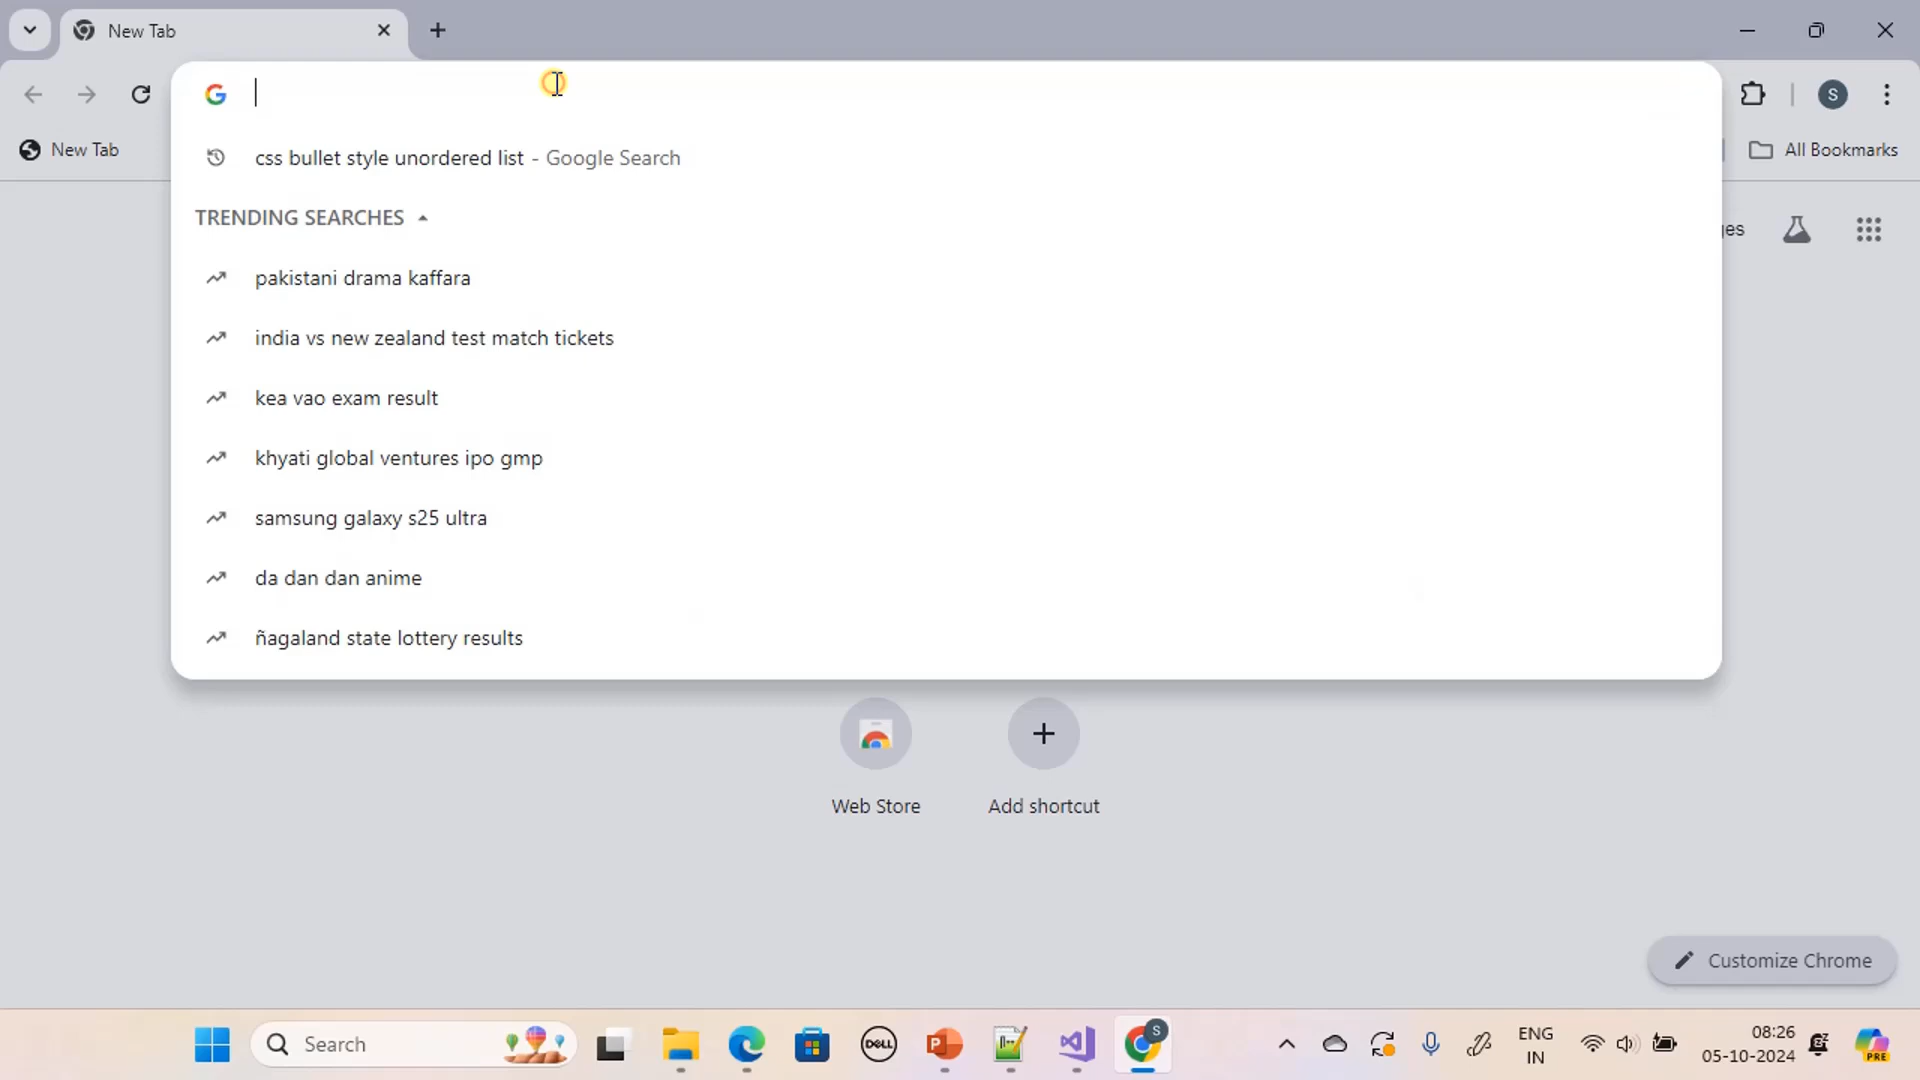 New Tab
New Tab
All Bookmarks
css bullet style unordered list - Google Search
TRENDING SEARCHES
pakistani drama kaffara
india vs new zealand test match tickets
kea vao exam result
khyati global ventures ipo gmp
samsung galaxy s25 ultra
da dan dan anime
ñagaland state lottery results
S
Web Store
Add shortcut
Customize Chrome
Search
DELL
S
ENG
IN
08:26
05-10-2024
PRE